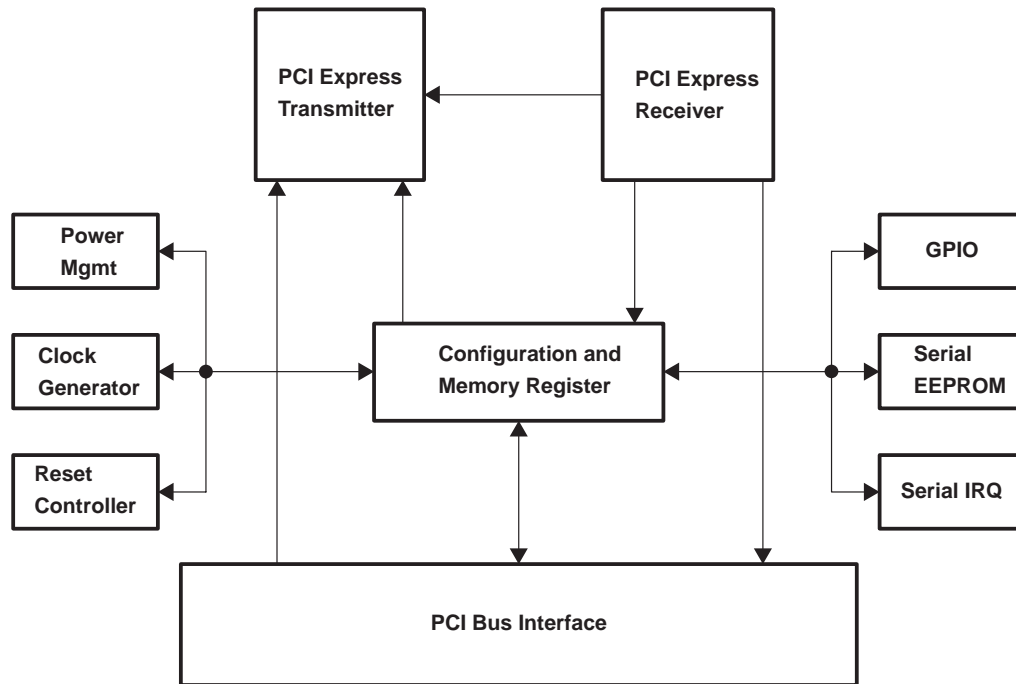 PCI Express
Transmitter
PCI Express
Receiver
Power
Mgmt
GPIO
Clock
Generator
Configuration and
Memory Register
Serial
EEPROM
Reset
Controller
Serial IRQ
PCI Bus Interface